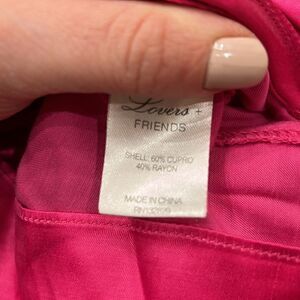 Lovers +
FRIENDS
SHELL: 60% CUPRO
40% RAYON
MADE IN CHINA